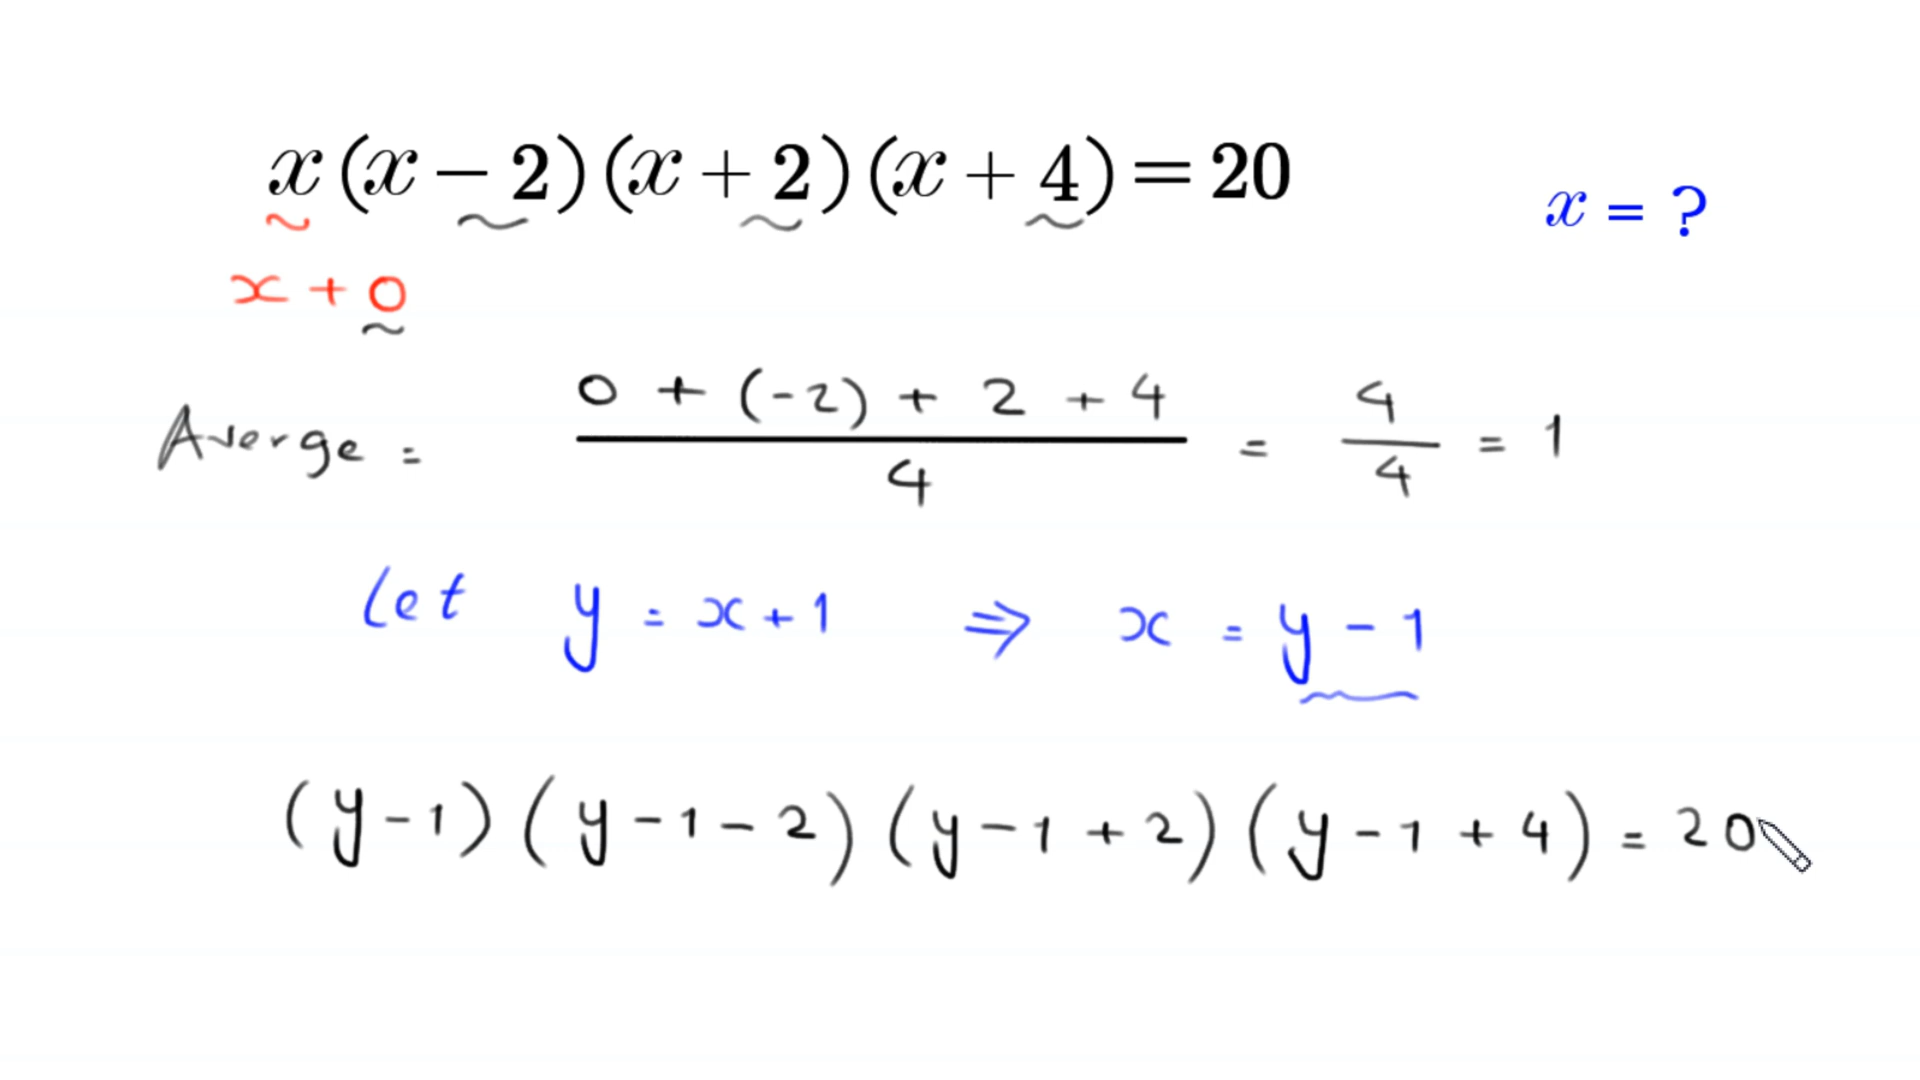 x(x − 2)(x + 2)(x + 4) = 20
x = ?
x + 0
Averge = 0 + (-2) + 2 + 4 / 4 = 4 / 4 = 1
Let y = x + 1 ⇒ x = y - 1
(y - 1)(y - 1 - 2)(y - 1 + 2)(y - 1 + 4) = 20